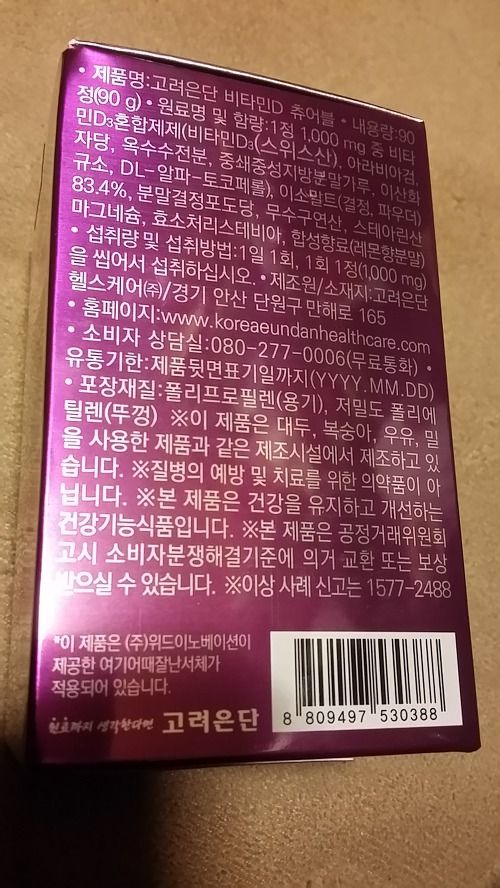 • 제품명:고려은단 비타민D 츄어블 • 내용량:90
정(90 g) • 원료명 및 함량:1정 1,000 mg 중 비타
민D₃혼합제제(비타민D₃(스위스산), 아라비아검,
자당, 옥수수전분, 중쇄중성지방분말가루, 이산화
규소, DL-알파-토코페롤), 이소말트(결정, 파우더)
83.4%, 분말결정포도당, 무수구연산, 스테아린산
마그네슘, 효소처리스테비아, 합성향료(레몬향분말)
• 섭취량 및 섭취방법:1일 1회, 1회 1정(1,000 mg)
을 씹어서 섭취하십시오. • 제조원/소재지:고려은단
헬스케어㈜/경기 안산 단원구 만해로 165
• 홈페이지:www.koreaeundanhealthcare.com
• 소비자 상담실:080-277-0006(무료통화) •
유통기한:제품뒷면표기일까지(YYYY.MM.DD)
• 포장재질:폴리프로필렌(용기), 저밀도 폴리에
틸렌(뚜껑) ※이 제품은 대두, 복숭아, 우유, 밀
을 사용한 제품과 같은 제조시설에서 제조하고 있
습니다. ※질병의 예방 및 치료를 위한 의약품이 아
닙니다. ※본 제품은 건강을 유지하고 개선하는
건강기능식품입니다. ※본 제품은 공정거래위원회
고시 소비자분쟁해결기준에 의거 교환 또는 보상
받으실 수 있습니다. ※이상 사례 신고는 1577-2488
*이 제품은 (주)위드이노베이션이
제공한 여기어때잘난서체가
적용되어 있습니다.
원료까지 생각한다면 고려은단
8 809497 530388